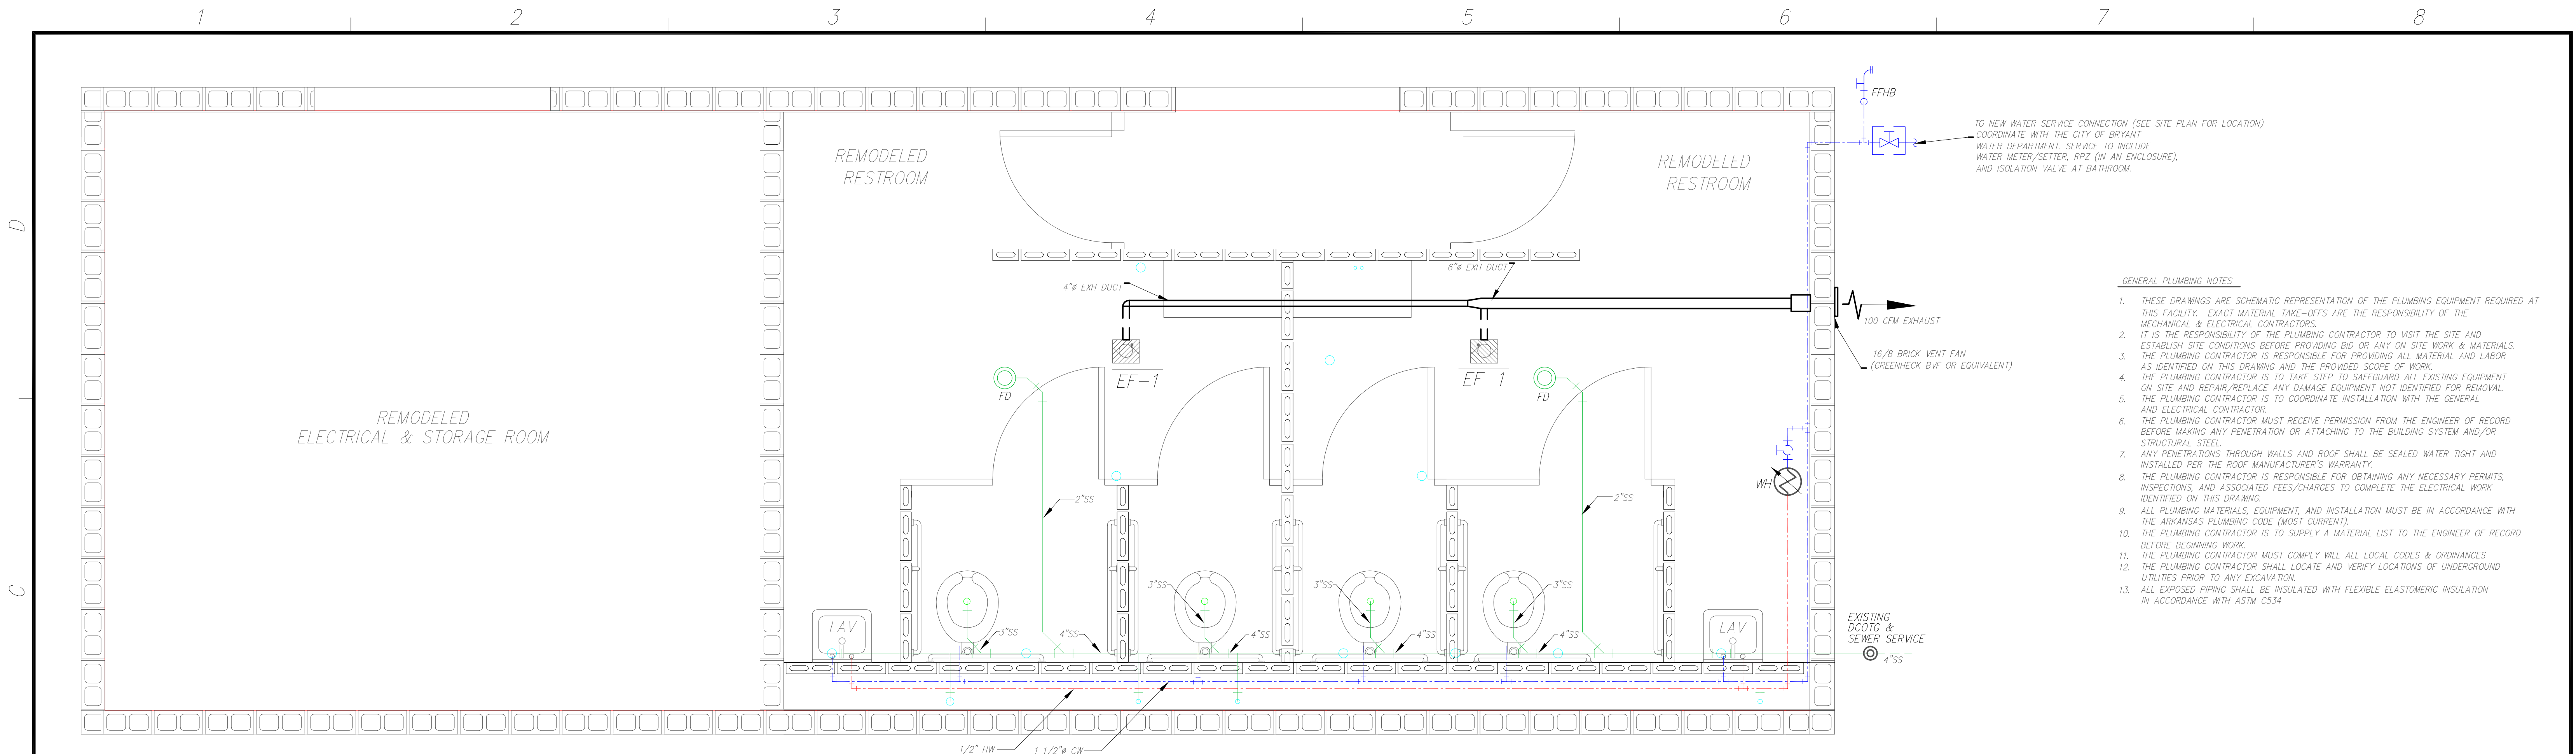 1 2 3 4 5 6 7 8
D
C
REMODELED
RESTROOM
REMODELED
RESTROOM
FFHB
TO NEW WATER SERVICE CONNECTION (SEE SITE PLAN FOR LOCATION)
COORDINATE WITH THE CITY OF BRYANT
WATER DEPARTMENT. SERVICE TO INCLUDE
WATER METER/SETTER, RPZ (IN AN ENCLOSURE),
AND ISOLATION VALVE AT BATHROOM.
4"ø EXH DUCT
6"ø EXH DUCT
100 CFM EXHAUST
16/8 BRICK VENT FAN
(GREENHECK BVF OR EQUIVALENT)
EF-1
EF-1
FD
FD
REMODELED
ELECTRICAL & STORAGE ROOM
2"SS
2"SS
WH
3"SS
3"SS
3"SS
LAV
LAV
3"SS
4"SS
4"SS
4"SS
4"SS
EXISTING
DCOTG &
SEWER SERVICE
4"SS
1/2" HW
1 1/2"ø CW
GENERAL PLUMBING NOTES
1. THESE DRAWINGS ARE SCHEMATIC REPRESENTATION OF THE PLUMBING EQUIPMENT REQUIRED AT
THIS FACILITY. EXACT MATERIAL TAKE-OFFS ARE THE RESPONSIBILITY OF THE
MECHANICAL & ELECTRICAL CONTRACTORS.
2. IT IS THE RESPONSIBILITY OF THE PLUMBING CONTRACTOR TO VISIT THE SITE AND
ESTABLISH SITE CONDITIONS BEFORE PROVIDING BID OR ANY ON SITE WORK & MATERIALS.
3. THE PLUMBING CONTRACTOR IS RESPONSIBLE FOR PROVIDING ALL MATERIAL AND LABOR
AS IDENTIFIED ON THIS DRAWING AND THE PROVIDED SCOPE OF WORK.
4. THE PLUMBING CONTRACTOR IS TO TAKE STEP TO SAFEGUARD ALL EXISTING EQUIPMENT
ON SITE AND REPAIR/REPLACE ANY DAMAGE EQUIPMENT NOT IDENTIFIED FOR REMOVAL.
5. THE PLUMBING CONTRACTOR IS TO COORDINATE INSTALLATION WITH THE GENERAL
AND ELECTRICAL CONTRACTOR.
6. THE PLUMBING CONTRACTOR MUST RECEIVE PERMISSION FROM THE ENGINEER OF RECORD
BEFORE MAKING ANY PENETRATION OR ATTACHING TO THE BUILDING SYSTEM AND/OR
STRUCTURAL STEEL.
7. ANY PENETRATIONS THROUGH WALLS AND ROOF SHALL BE SEALED WATER TIGHT AND
INSTALLED PER THE ROOF MANUFACTURER'S WARRANTY.
8. THE PLUMBING CONTRACTOR IS RESPONSIBLE FOR OBTAINING ANY NECESSARY PERMITS,
INSPECTIONS, AND ASSOCIATED FEES/CHARGES TO COMPLETE THE ELECTRICAL WORK
IDENTIFIED ON THIS DRAWING.
9. ALL PLUMBING MATERIALS, EQUIPMENT, AND INSTALLATION MUST BE IN ACCORDANCE WITH
THE ARKANSAS PLUMBING CODE (MOST CURRENT).
10. THE PLUMBING CONTRACTOR IS TO SUPPLY A MATERIAL LIST TO THE ENGINEER OF RECORD
BEFORE BEGINNING WORK.
11. THE PLUMBING CONTRACTOR MUST COMPLY WILL ALL LOCAL CODES & ORDINANCES
12. THE PLUMBING CONTRACTOR SHALL LOCATE AND VERIFY LOCATIONS OF UNDERGROUND
UTILITIES PRIOR TO ANY EXCAVATION.
13. ALL EXPOSED PIPING SHALL BE INSULATED WITH FLEXIBLE ELASTOMERIC INSULATION
IN ACCORDANCE WITH ASTM C534